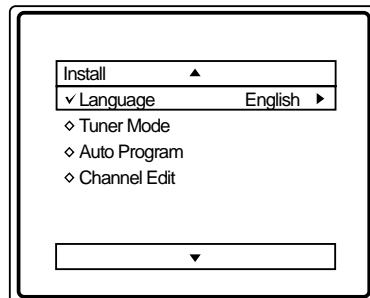 Install ▲
✓ Language English ▶
◇ Tuner Mode
◇ Auto Program
◇ Channel Edit
▼